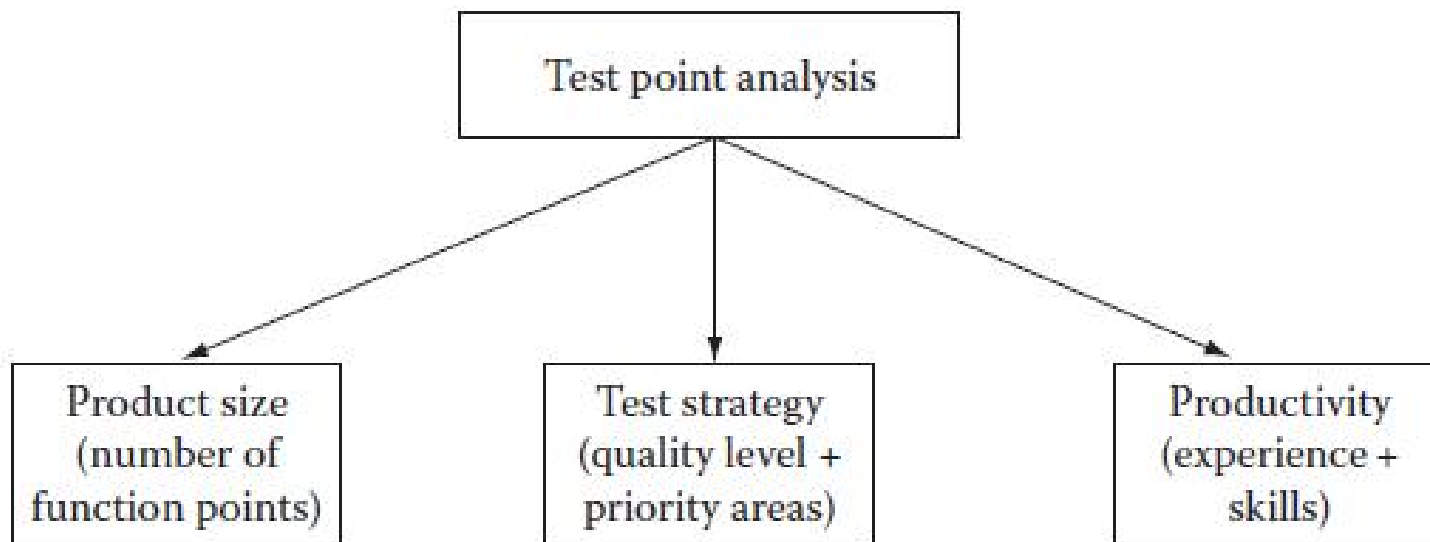 Test point analysis
Product size
(number of
function points)
Test strategy
(quality level +
priority areas)
Productivity
(experience +
skills)